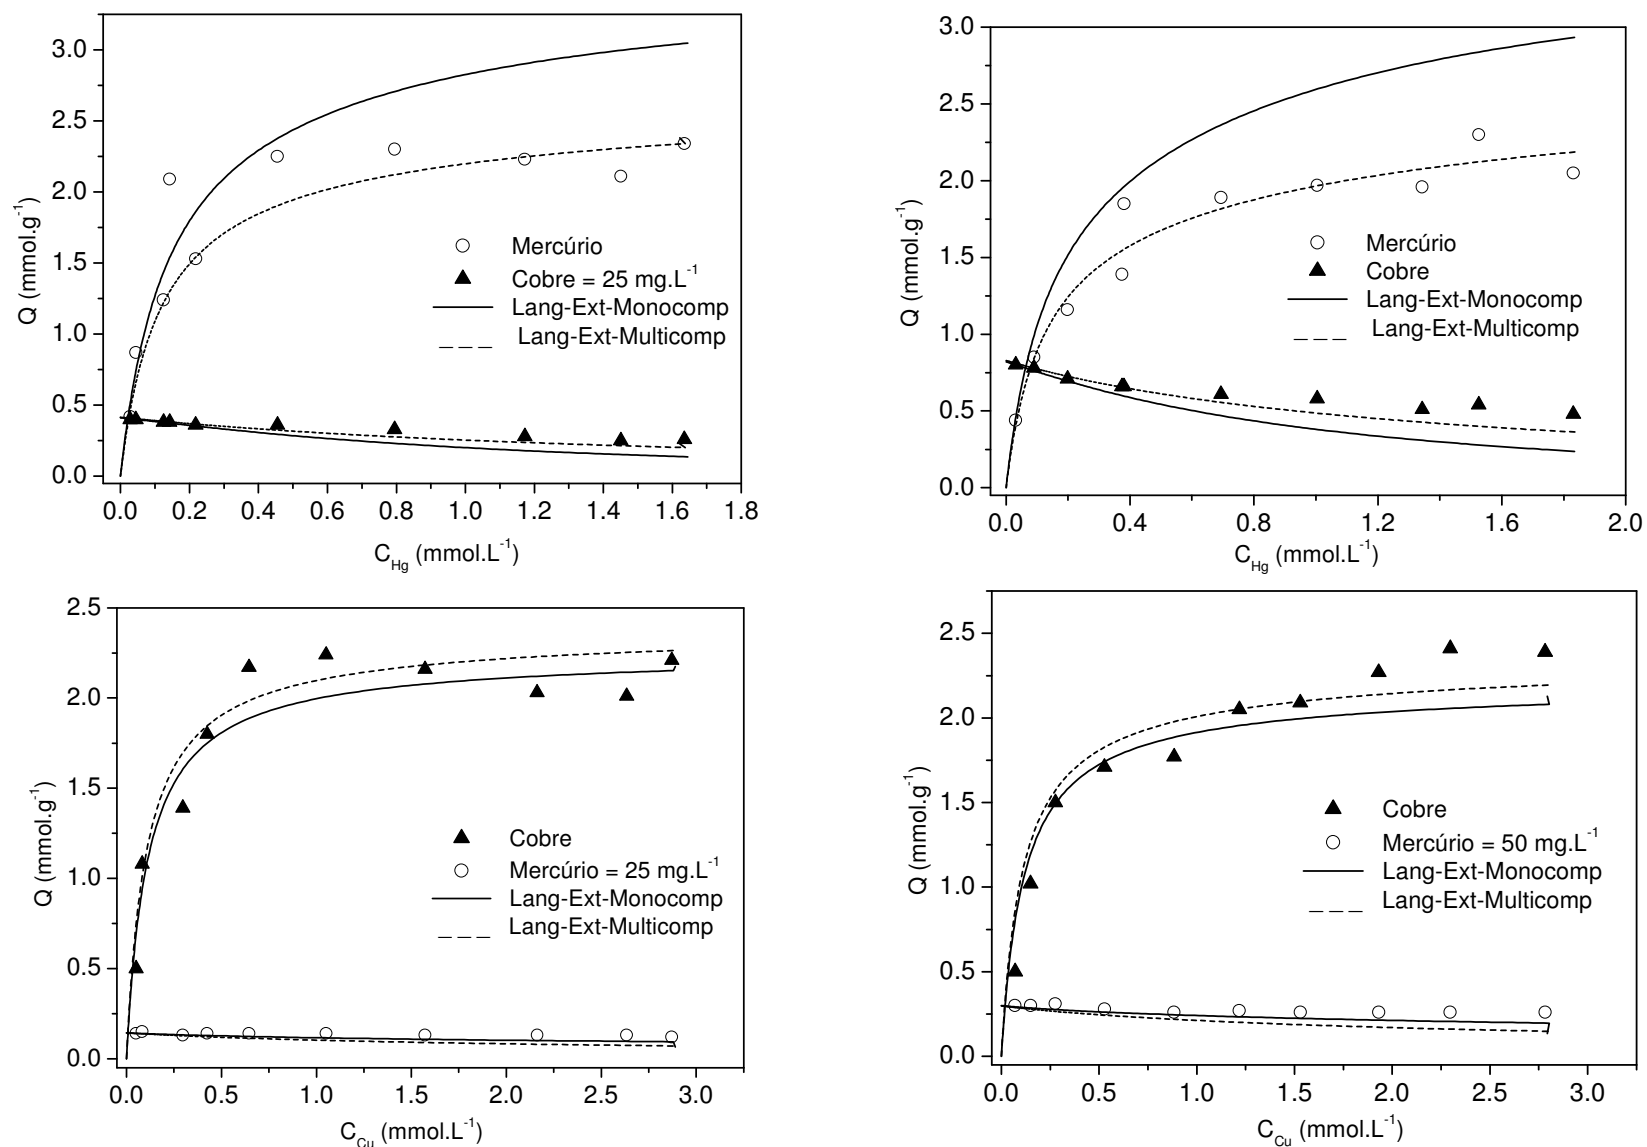 3.0
2.5
2.0
1.5
1.0
0.5
0.0
Q (mmol.g⁻¹)
Mercúrio
Cobre = 25 mg.L⁻¹
Lang-Ext-Monocomp
Lang-Ext-Multicomp
0.0 0.2 0.4 0.6 0.8 1.0 1.2 1.4 1.6 1.8
C_Hg (mmol.L⁻¹)
3.0
2.5
2.0
1.5
1.0
0.5
0.0
Q (mmol.g⁻¹)
Mercúrio
Cobre
Lang-Ext-Monocomp
Lang-Ext-Multicomp
0.0 0.4 0.8 1.2 1.6 2.0
C_Hg (mmol.L⁻¹)
2.5
2.0
1.5
1.0
0.5
0.0
Q (mmol.g⁻¹)
Cobre
Mercúrio = 25 mg.L⁻¹
Lang-Ext-Monocomp
Lang-Ext-Multicomp
0.0 0.5 1.0 1.5 2.0 2.5 3.0
C_Cu (mmol.L⁻¹)
2.5
2.0
1.5
1.0
0.5
0.0
Q (mmol.g⁻¹)
Cobre
Mercúrio = 50 mg.L⁻¹
Lang-Ext-Monocomp
Lang-Ext-Multicomp
0.0 0.5 1.0 1.5 2.0 2.5 3.0
C_Cu (mmol.L⁻¹)